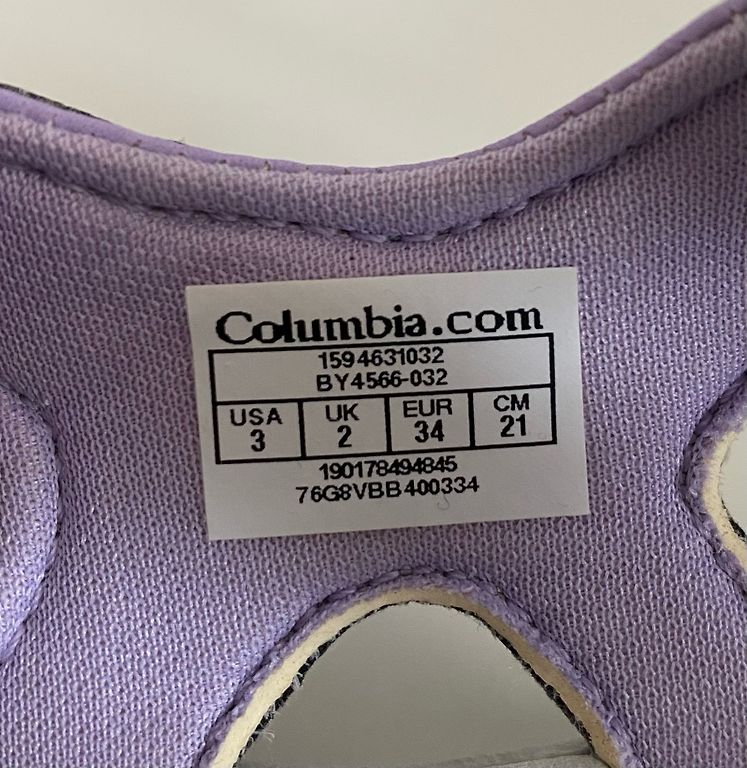 Columbia.com
1594631032
BY4566-032
USA UK EUR CM
3 2 34 21
190178494845
76G8VBB400334